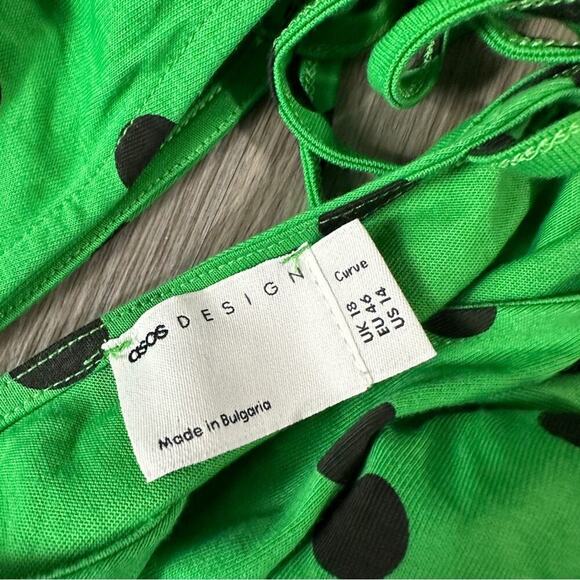 asos DESIGN
Made in Bulgaria
Curve
UK 18
EU 46
US 14